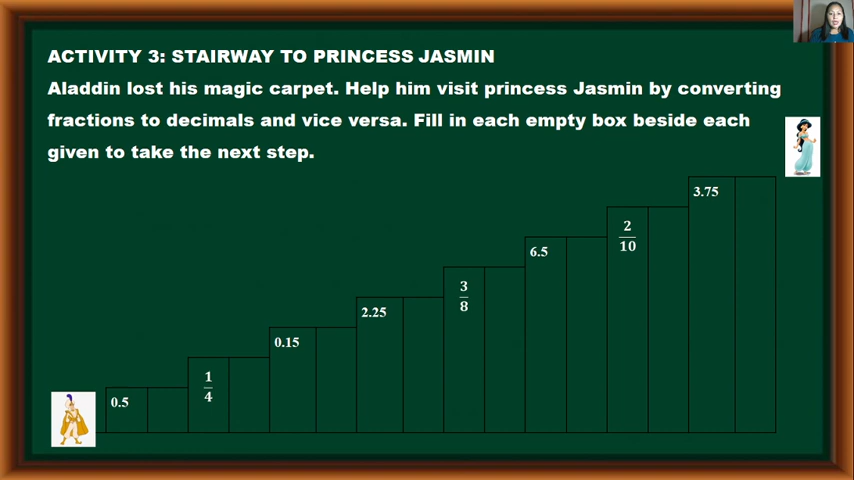 ACTIVITY 3: STAIRWAY TO PRINCESS JASMIN
Aladdin lost his magic carpet. Help him visit princess Jasmin by converting
fractions to decimals and vice versa. Fill in each empty box beside each
given to take the next step.
3.75
2/10
6.5
3/8
2.25
0.15
1/4
0.5